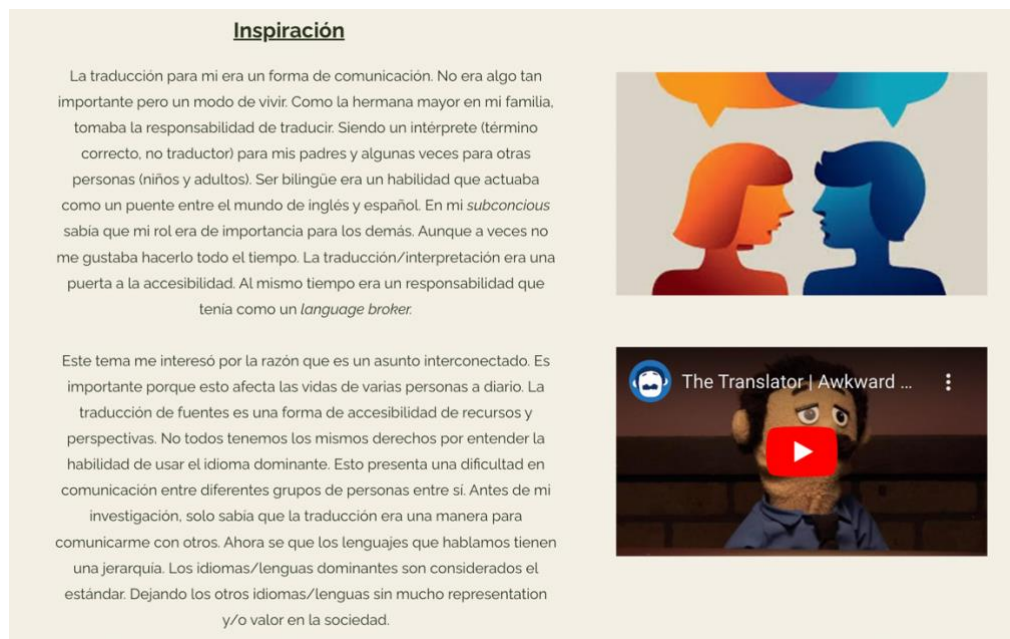 Inspiración
La traducción para mi era un forma de comunicación. No era algo tan
importante pero un modo de vivir. Como la hermana mayor en mi familia,
tomaba la responsabilidad de traducir. Siendo un intérprete (término
correcto, no traductor) para mis padres y algunas veces para otras
personas (niños y adultos). Ser bilingüe era un habilidad que actuaba
como un puente entre el mundo de inglés y español. En mi subconcious
sabía que mi rol era de importancia para los demás. Aunque a veces no
me gustaba hacerlo todo el tiempo. La traducción/interpretación era una
puerta a la accesibilidad. Al mismo tiempo era un responsabilidad que
tenía como un language broker.
Este tema me interesó por la razón que es un asunto interconectado. Es
importante porque esto afecta las vidas de varias personas a diario. La
traducción de fuentes es una forma de accesibilidad de recursos y
perspectivas. No todos tenemos los mismos derechos por entender la
habilidad de usar el idioma dominante. Esto presenta una dificultad en
comunicación entre diferentes grupos de personas entre sí. Antes de mi
investigación, solo sabía que la traducción era una manera para
comunicarme con otros. Ahora se que los lenguajes que hablamos tienen
una jerarquía. Los idiomas/lenguas dominantes son considerados el
estándar. Dejando los otros idiomas/lenguas sin mucho representation
y/o valor en la sociedad.
The Translator | Awkward ...